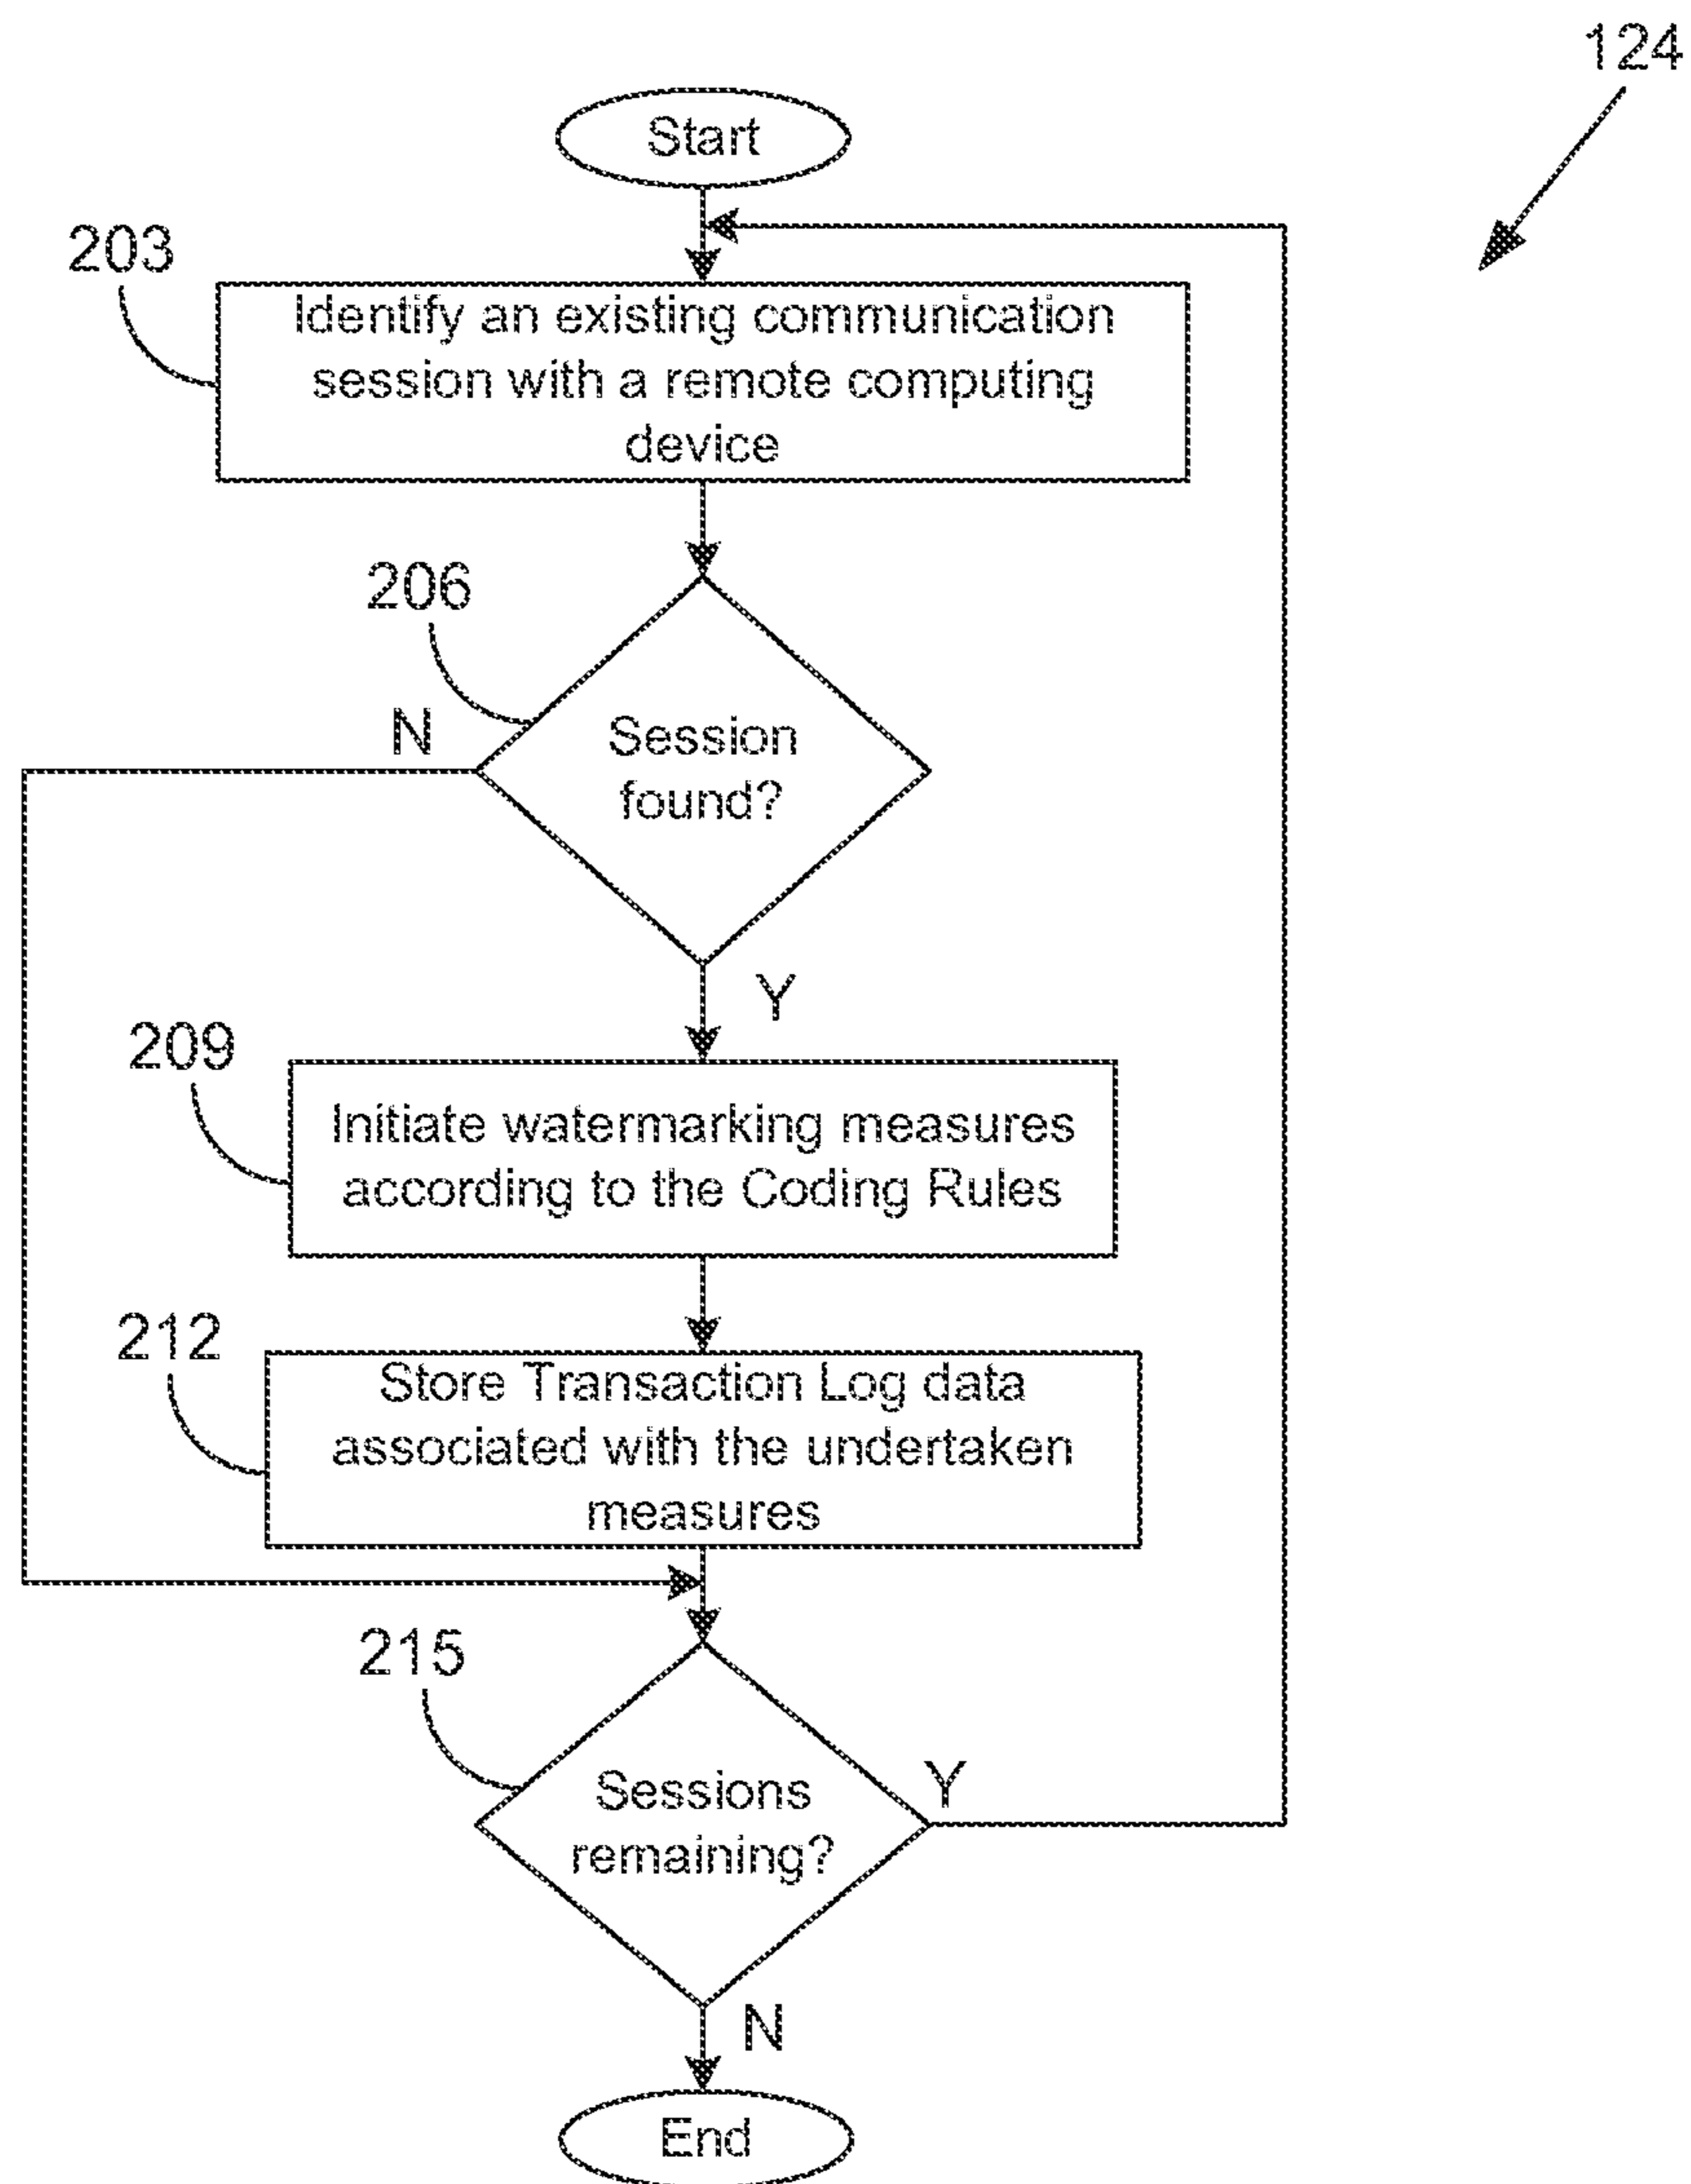 124
Start
203
Identify an existing communication
session with a remote computing
device
206
N
Session
found?
Y
209
Initiate watermarking measures
according to the Coding Rules
212
Store Transaction Log data
associated with the undertaken
measures
215
Sessions
remaining?
Y
N
End